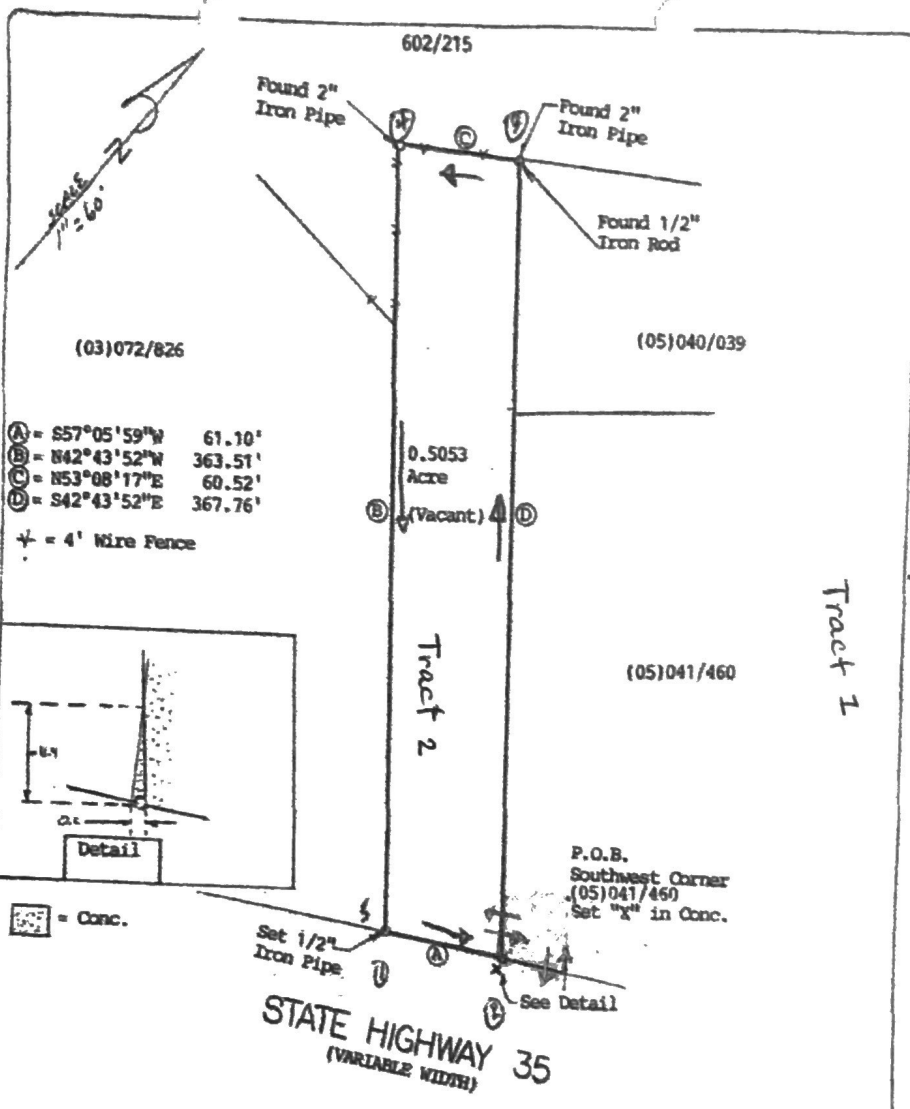 602/215
Found 2"
Iron Pipe
Found 2"
Iron Pipe
C
N
SCALE
1" = 60'
Found 1/2"
Iron Rod
(03)072/826
(05)040/039
A = S57°05'59"W 61.10'
B = N42°43'52"W 363.51'
C = N53°08'17"E 60.52'
D = S42°43'52"E 367.76'
= 4' Wire Fence
0.5053
Acre
(Vacant)
B
D
Tract 2
Tract 1
(05)041/460
Detail
= Conc.
P.O.B.
Southwest Corner
(05)041/460
Set "X" in Conc.
Set 1/2"
Iron Pipe
A
See Detail
STATE HIGHWAY 35
(VARIABLE WIDTH)